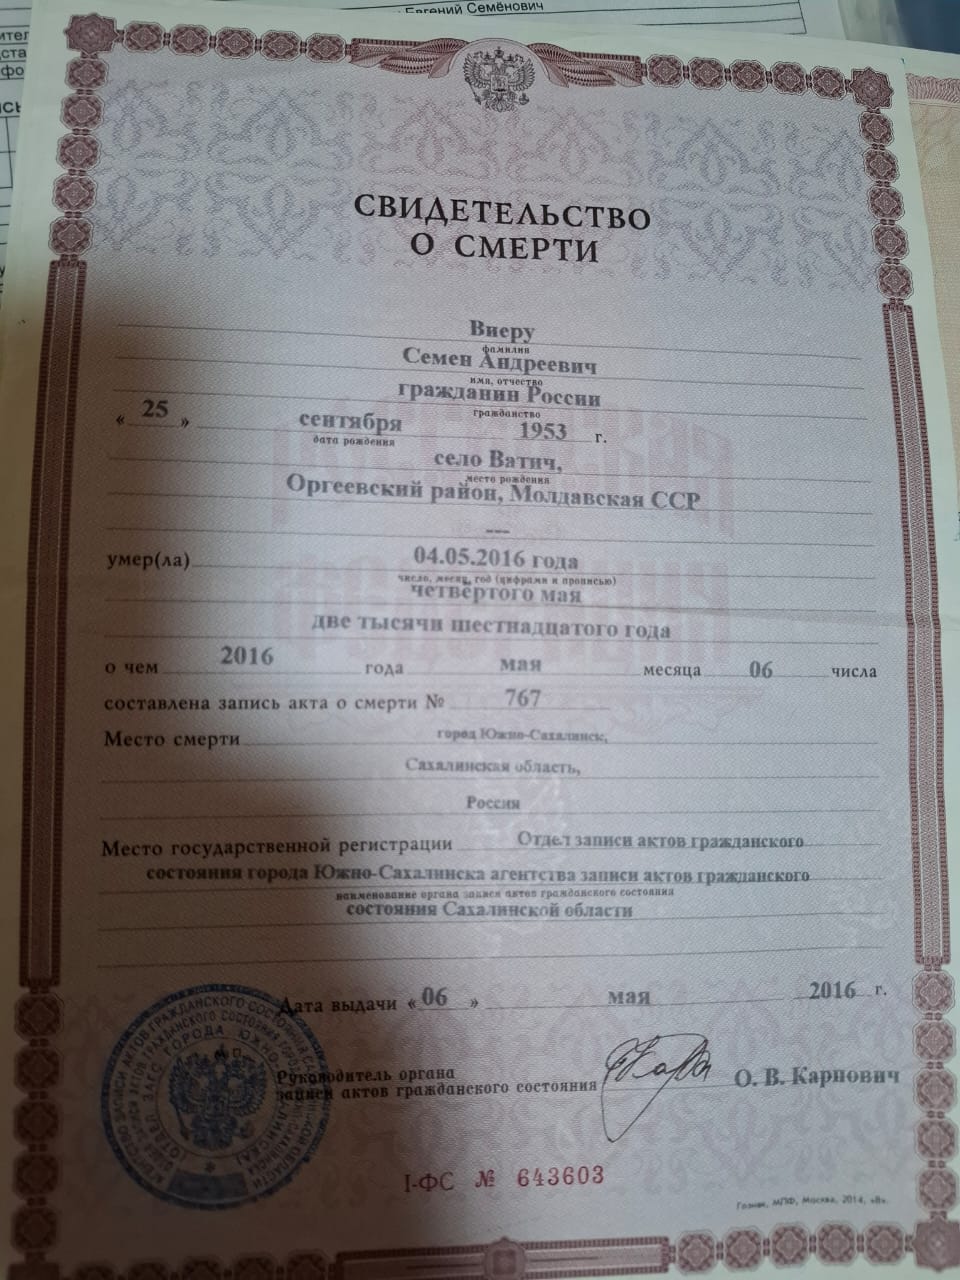 Евгений Семёнович
СВИДЕТЕЛЬСТВО
О СМЕРТИ
Виеру
фамилия
Семен Андреевич
имя, отчество
гражданин России
гражданство
« 25 » сентября 1953 г.
дата рождения
село Ватич,
место рождения
Оргеевский район, Молдавская ССР
---
умер(ла) 04.05.2016 года
число, месяц, год (цифрами и прописью)
четвёртого мая
две тысячи шестнадцатого года
о чем 2016 года мая месяца 06 числа
составлена запись акта о смерти № 767
Место смерти город Южно-Сахалинск,
Сахалинская область,
Россия
Место государственной регистрации Отдел записи актов гражданского
состояния города Южно-Сахалинска агентства записи актов гражданского
наименование органа записи актов гражданского состояния
состояния Сахалинской области
Дата выдачи « 06 » мая 2016 г.
М П
Руководитель органа
записи актов гражданского состояния
О. В. Карпович
I-ФС № 643603
Гознак, МПФ, Москва, 2014, «В».